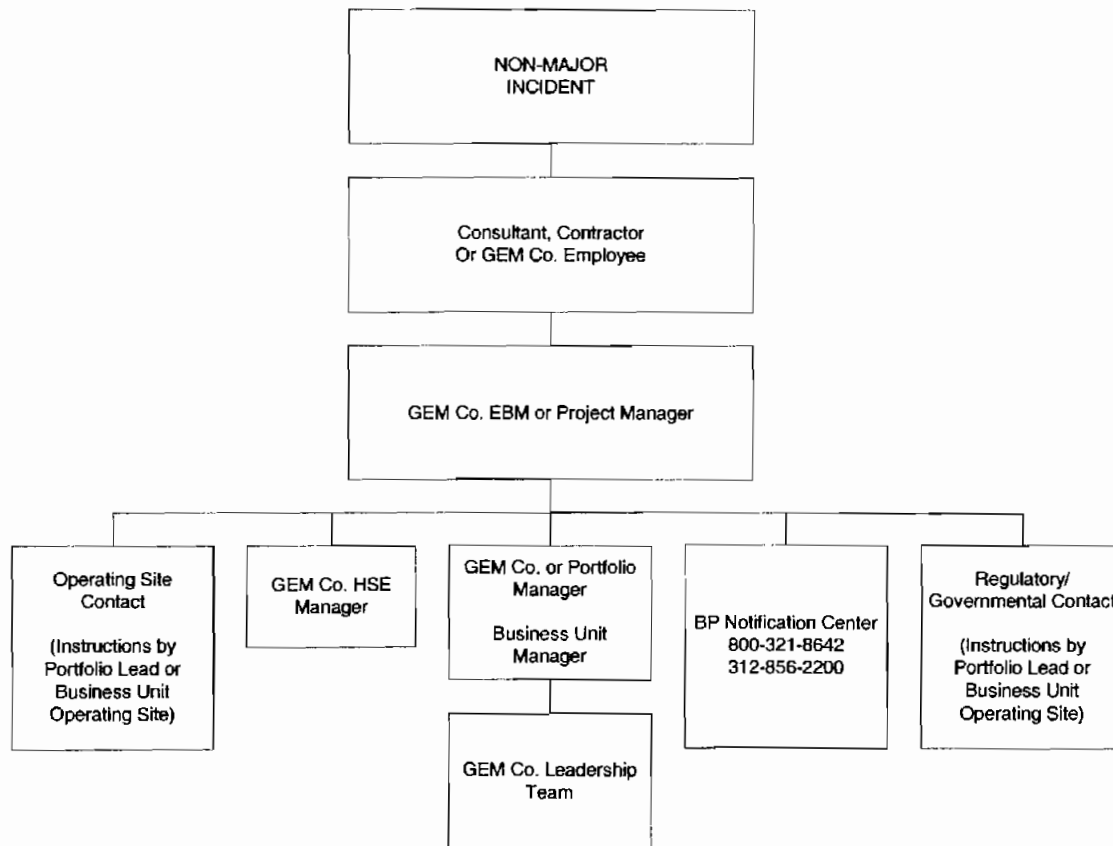 NON-MAJOR
INCIDENT
Consultant, Contractor
Or GEM Co. Employee
GEM Co. EBM or Project Manager
Operating Site
Contact
(Instructions by
Portfolio Lead or
Business Unit
Operating Site)
GEM Co. HSE
Manager
GEM Co. or Portfolio
Manager
Business Unit
Manager
BP Notification Center
800-321-8642
312-856-2200
Regulatory/
Governmental Contact
(Instructions by
Portfolio Lead or
Business Unit
Operating Site)
GEM Co. Leadership
Team